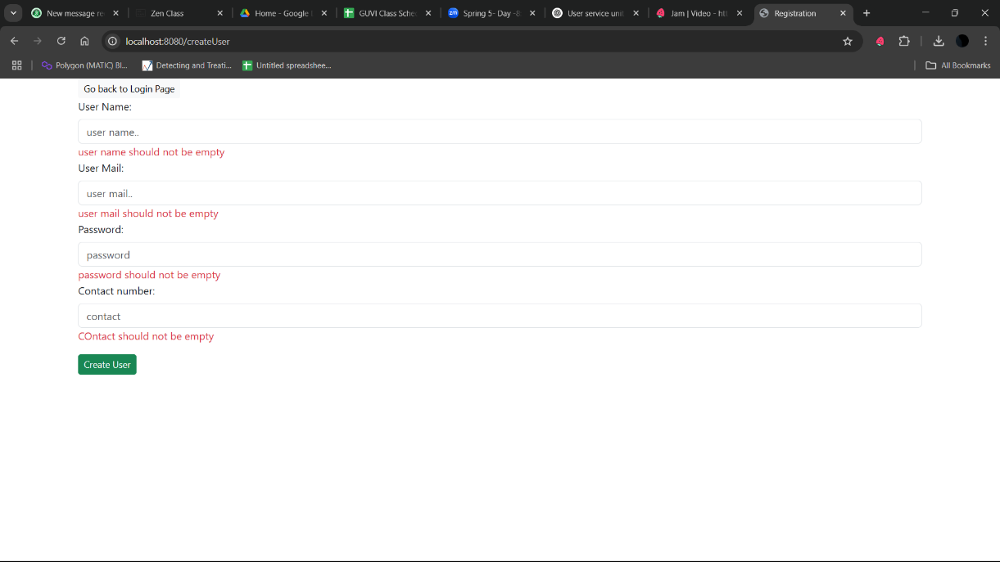 New message re
Zen Class
Home - Google D
GUVI Class Sche
Spring 5- Day -8
User service unit
Jam | Video - htt
Registration
localhost:8080/createUser
Polygon (MATIC) Bl...
Detecting and Treati...
Untitled spreadshee...
All Bookmarks
Go back to Login Page
User Name:
user name..
user name should not be empty
User Mail:
user mail..
user mail should not be empty
Password:
password
password should not be empty
Contact number:
contact
COntact should not be empty
Create User